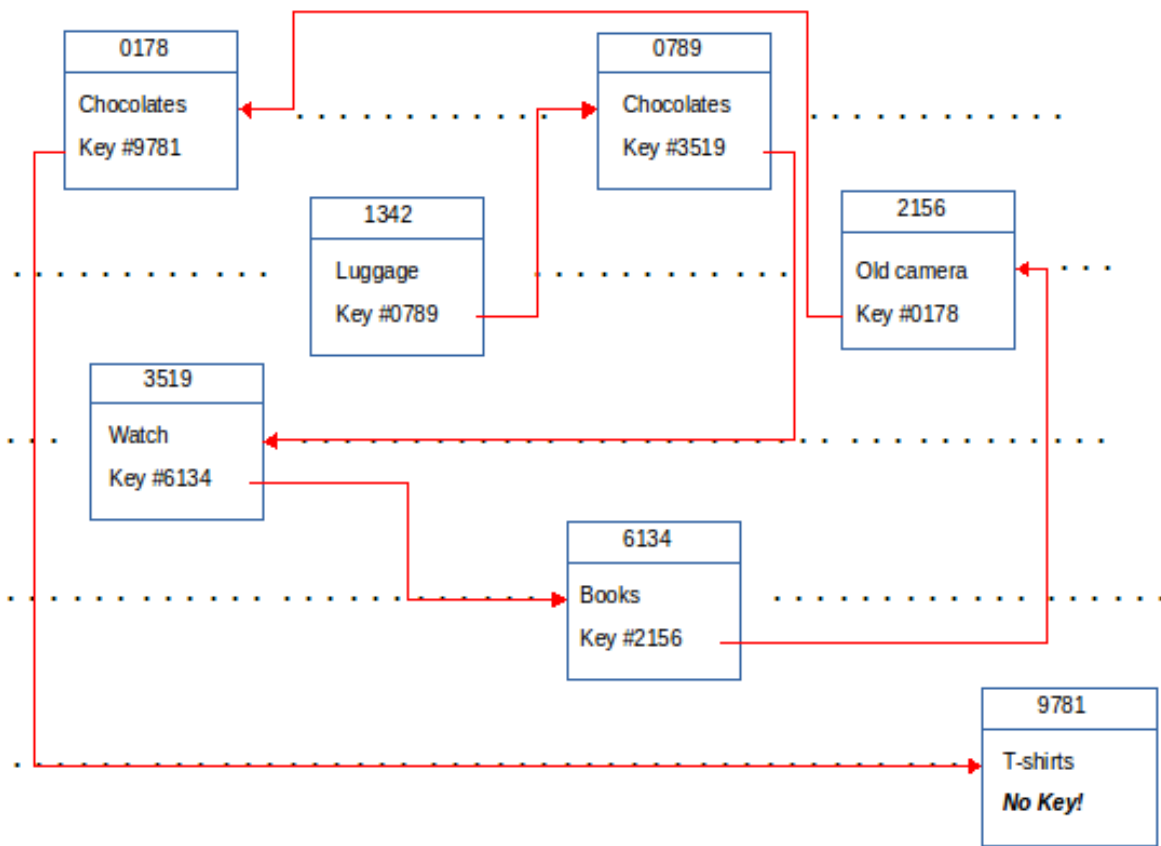 0178
Chocolates
Key #9781
0789
Chocolates
Key #3519
1342
Luggage
Key #0789
2156
Old camera
Key #0178
3519
Watch
Key #6134
6134
Books
Key #2156
9781
T-shirts
No Key!